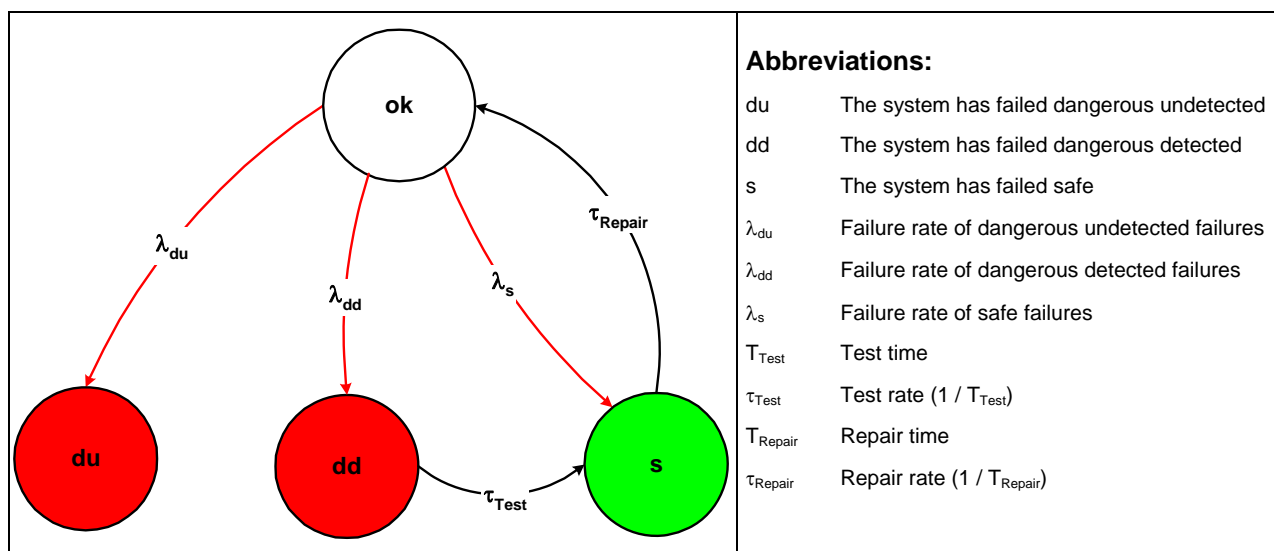 ok
τRepair
λdu
λdd
λs
du
dd
s
τTest
Abbreviations:
du The system has failed dangerous undetected
dd The system has failed dangerous detected
s The system has failed safe
λdu Failure rate of dangerous undetected failures
λdd Failure rate of dangerous detected failures
λs Failure rate of safe failures
TTest Test time
τTest Test rate (1 / TTest)
TRepair Repair time
τRepair Repair rate (1 / TRepair)